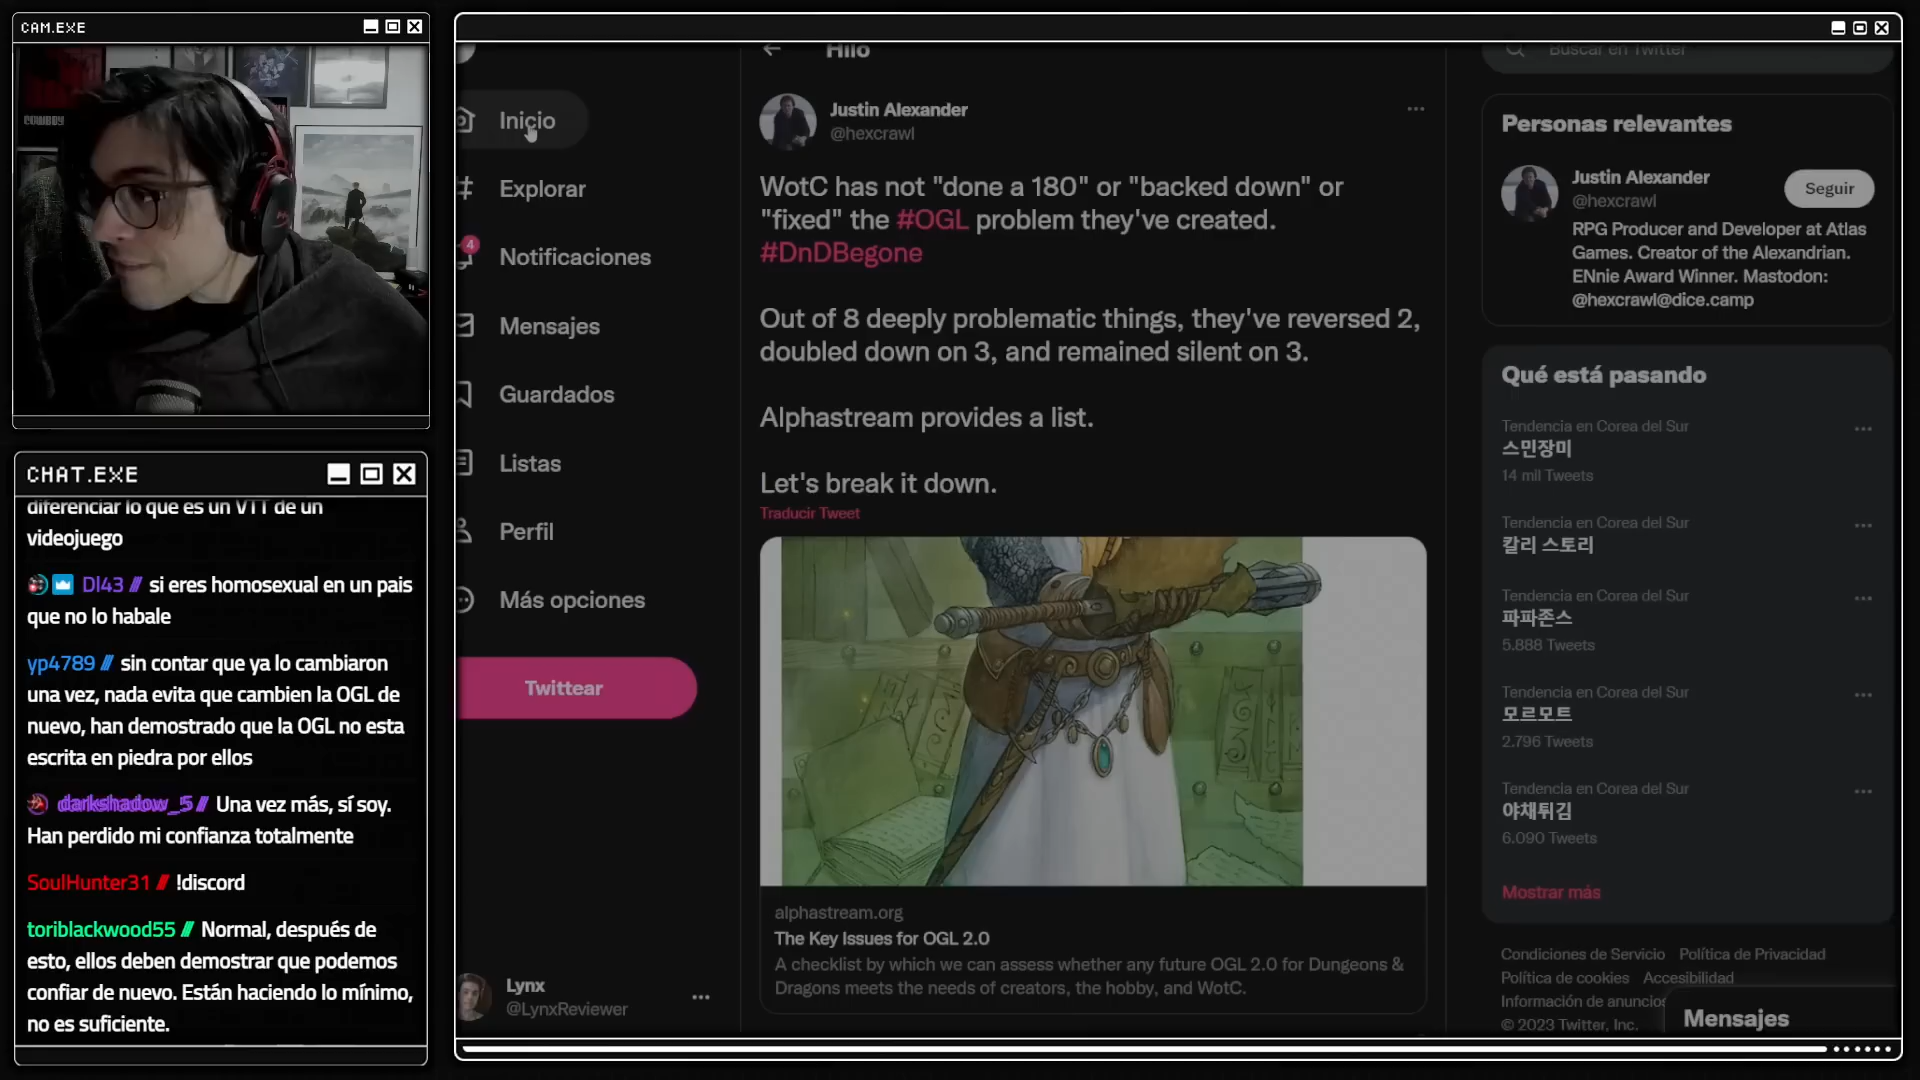 CAM.EXE
CHAT.EXE
diferenciar lo que es un VTT de un
videojuego
Dl43 // si eres homosexual en un pais
que no lo habale
yp4789 // sin contar que ya lo cambiaron
una vez, nada evita que cambien la OGL de
nuevo, han demostrado que la OGL no esta
escrita en piedra por ellos
darkshadow_5 // Una vez más, sí soy.
Han perdido mi confianza totalmente
SoulHunter31 // !discord
toriblackwood55 // Normal, después de
esto, ellos deben demostrar que podemos
confiar de nuevo. Están haciendo lo mínimo,
no es suficiente.
Inicio
Explorar
4
Notificaciones
Mensajes
Guardados
Listas
Perfil
Más opciones
Twittear
Lynx
@LynxReviewer
Hilo
Justin Alexander
@hexcrawl
WotC has not "done a 180" or "backed down" or
"fixed" the #OGL problem they've created.
#DnDBegone
Out of 8 deeply problematic things, they've reversed 2,
doubled down on 3, and remained silent on 3.
Alphastream provides a list.
Let's break it down.
Traducir Tweet
alphastream.org
The Key Issues for OGL 2.0
A checklist by which we can assess whether any future OGL 2.0 for Dungeons &
Dragons meets the needs of creators, the hobby, and WotC.
Buscar en Twitter
Personas relevantes
Justin Alexander
@hexcrawl
Seguir
RPG Producer and Developer at Atlas
Games. Creator of the Alexandrian.
ENnie Award Winner. Mastodon:
@hexcrawl@dice.camp
Qué está pasando
Tendencia en Corea del Sur
스민장미
14 mil Tweets
Tendencia en Corea del Sur
칼리 스토리
Tendencia en Corea del Sur
파파존스
5.888 Tweets
Tendencia en Corea del Sur
모르모트
2.796 Tweets
Tendencia en Corea del Sur
야채튀김
6.090 Tweets
Mostrar más
Condiciones de Servicio Política de Privacidad
Política de cookies Accesibilidad
Información de anuncios
© 2023 Twitter, Inc.
Mensajes